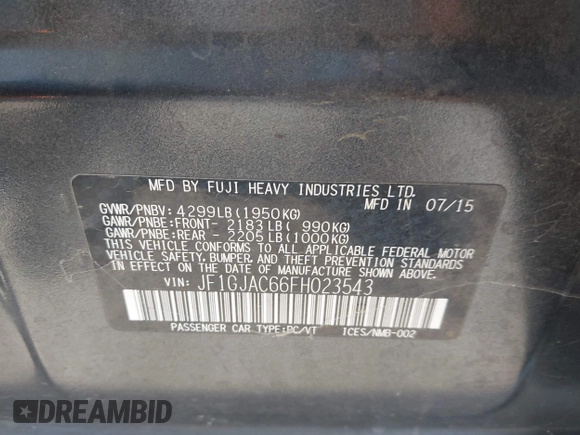 MFD BY FUJI HEAVY INDUSTRIES LTD.
MFD IN 07/15
GVWR/PNBV: 4299LB(1950KG)
GAWR/PNBE:FRONT- 2183LB( 990KG)
GAWR/PNBE:REAR - 2205LB(1000KG)
THIS VEHICLE CONFORMS TO ALL APPLICABLE FEDERAL MOTOR
VEHICLE SAFETY, BUMPER, AND THEFT PREVENTION STANDARDS IN
EFFECT ON THE DATE OF MANUFACTURE SHOWN ABOVE.
VIN: JF1GJAC66FH023543
PASSENGER CAR TYPE:PC/VT ICES/NMB-002
DREAMBID